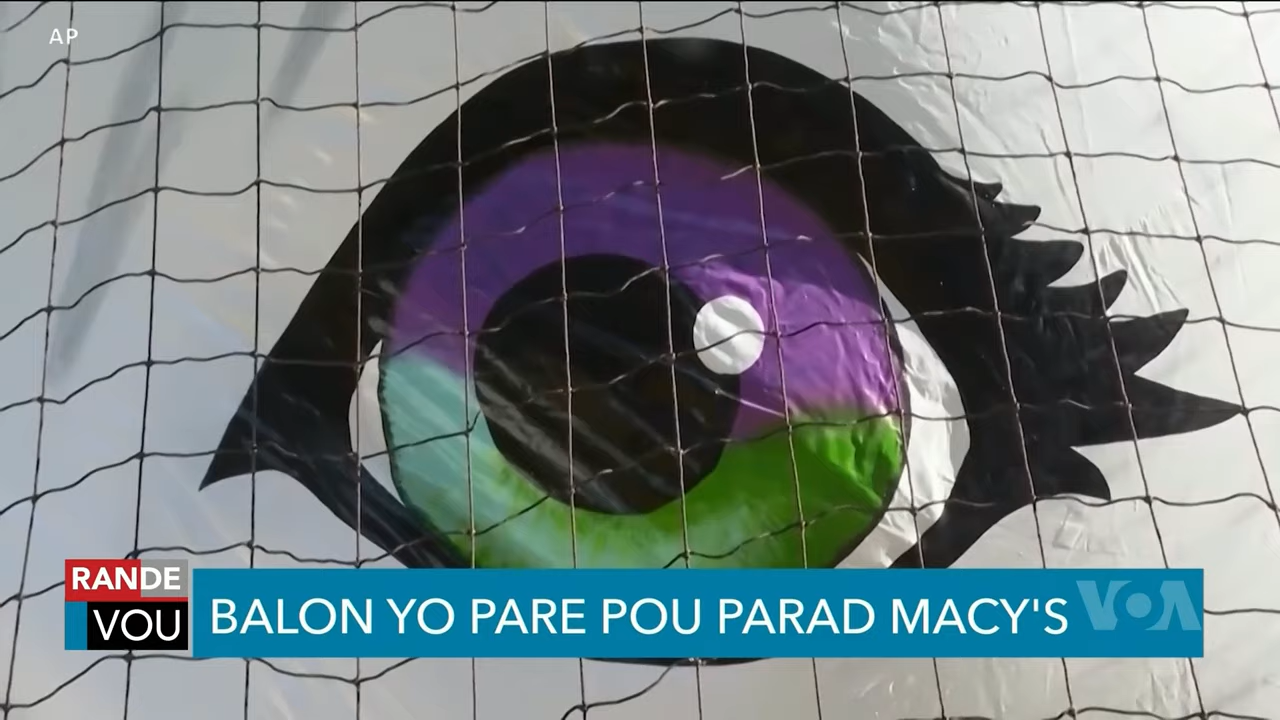 AP
RANDE
VOU
BALON YO PARE POU PARAD MACY'S
VOA